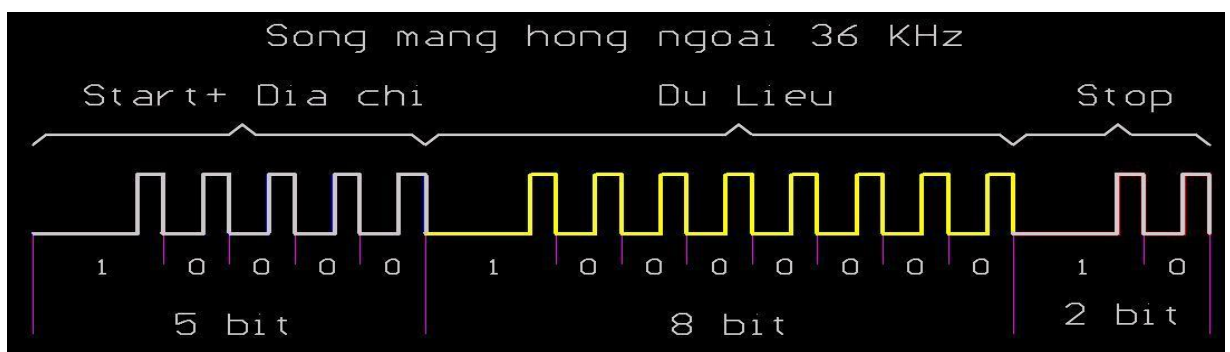 Song mang hong ngoai 36 KHz
Start+ Dia chi Du Lieu Stop
1 0 0 0 0 1 0 0 0 0 0 0 0 1 0
5 bit 8 bit 2 bit